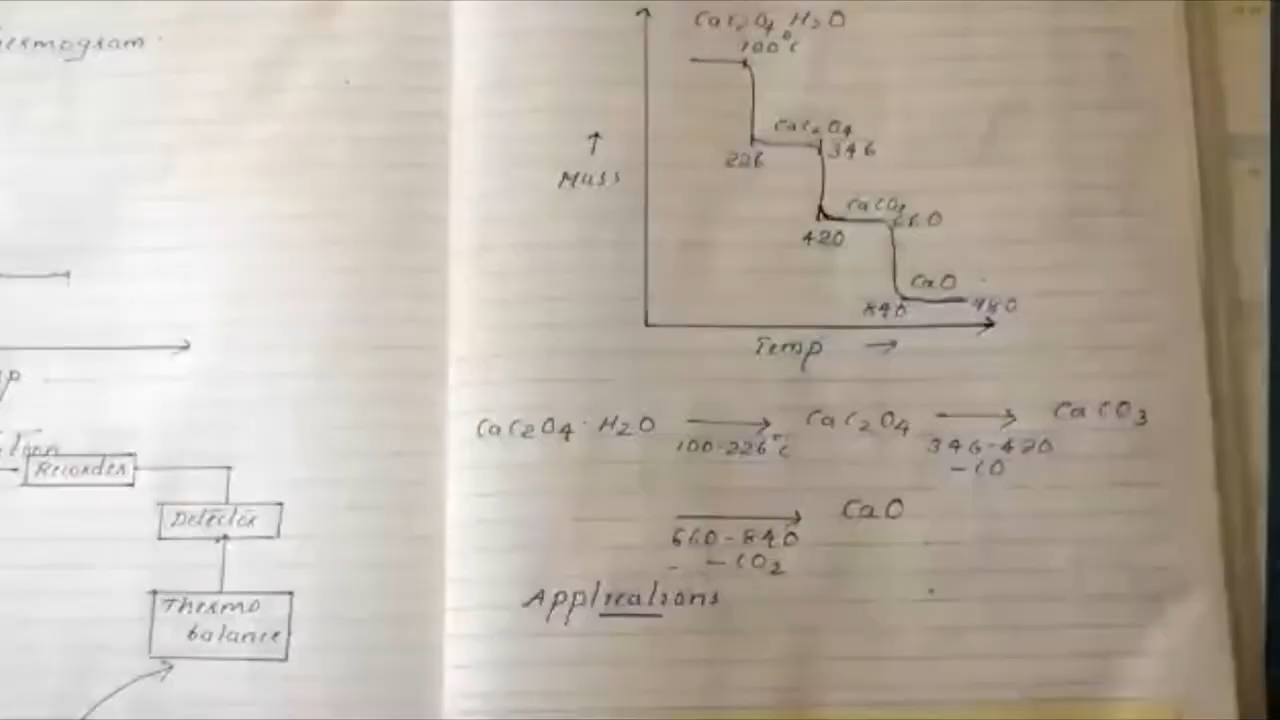 Thermogram
Recorder
Detector
Thermo
balance
CaC2O4 H2O
100°C
CaC2O4
226
346
↑
Mass
CaCO3
660
420
CaO
840
980
Temp →
CaC2O4 · H2O → CaC2O4 → CaCO3
100-226°C 346-420
-CO
→ CaO
660-840
-CO2
Applications